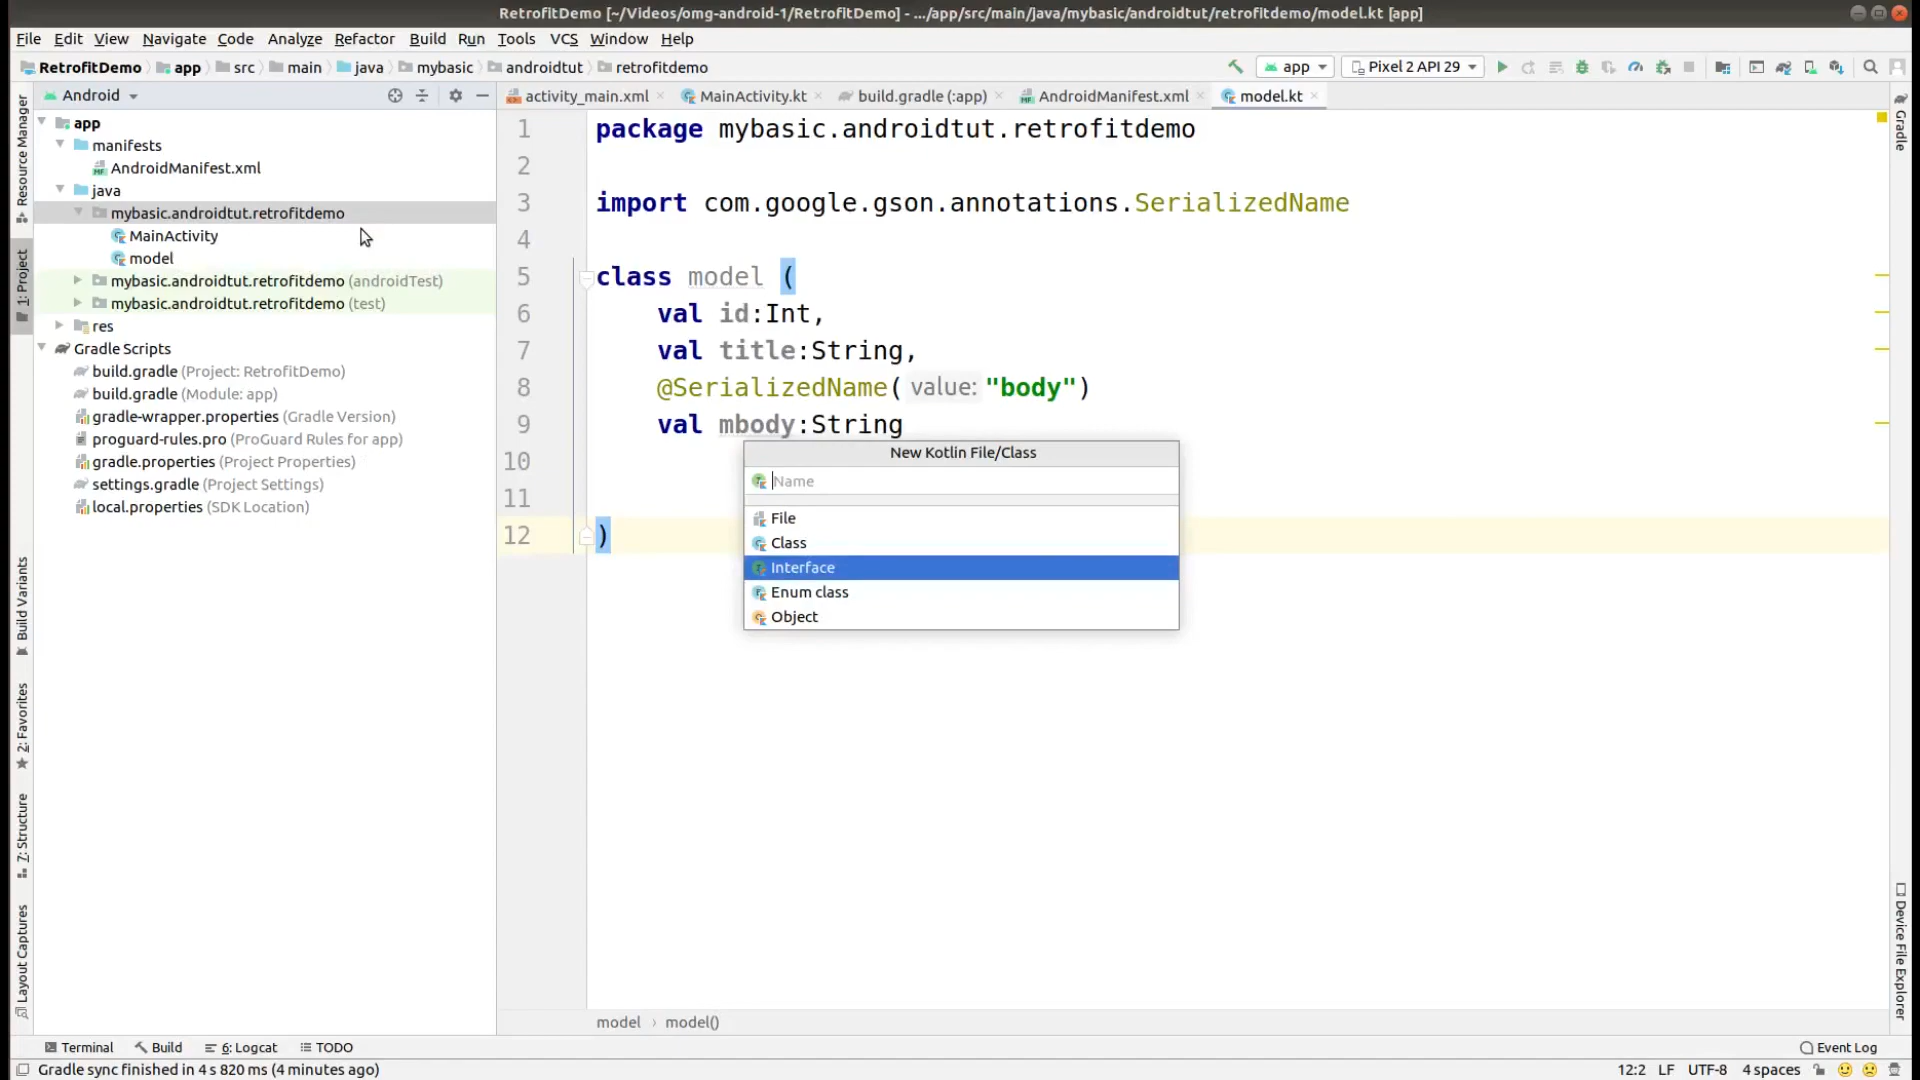 RetrofitDemo [~/Videos/omg-android-1/RetrofitDemo] - .../app/src/main/java/mybasic/androidtut/retrofitdemo/model.kt [app]
File Edit View Navigate Code Analyze Refactor Build Run Tools VCS Window Help
RetrofitDemo app src main java mybasic androidtut retrofitdemo app Pixel 2 API 29
Android activity_main.xml MainActivity.kt build.gradle (:app) AndroidManifest.xml model.kt
Resource Manager
1: Project
Build Variants
2: Favorites
7: Structure
Layout Captures
app
manifests
AndroidManifest.xml
java
mybasic.androidtut.retrofitdemo
MainActivity
model
mybasic.androidtut.retrofitdemo (androidTest)
mybasic.androidtut.retrofitdemo (test)
res
Gradle Scripts
build.gradle (Project: RetrofitDemo)
build.gradle (Module: app)
gradle-wrapper.properties (Gradle Version)
proguard-rules.pro (ProGuard Rules for app)
gradle.properties (Project Properties)
settings.gradle (Project Settings)
local.properties (SDK Location)
1 package mybasic.androidtut.retrofitdemo
2
3 import com.google.gson.annotations.SerializedName
4
5 class model (
6 val id:Int,
7 val title:String,
8 @SerializedName( value: "body")
9 val mbody:String
10
11
12 )
New Kotlin File/Class
Name
File
Class
Interface
Enum class
Object
Gradle
Device File Explorer
model › model()
Terminal Build 6: Logcat TODO Event Log
Gradle sync finished in 4 s 820 ms (4 minutes ago) 12:2 LF UTF-8 4 spaces